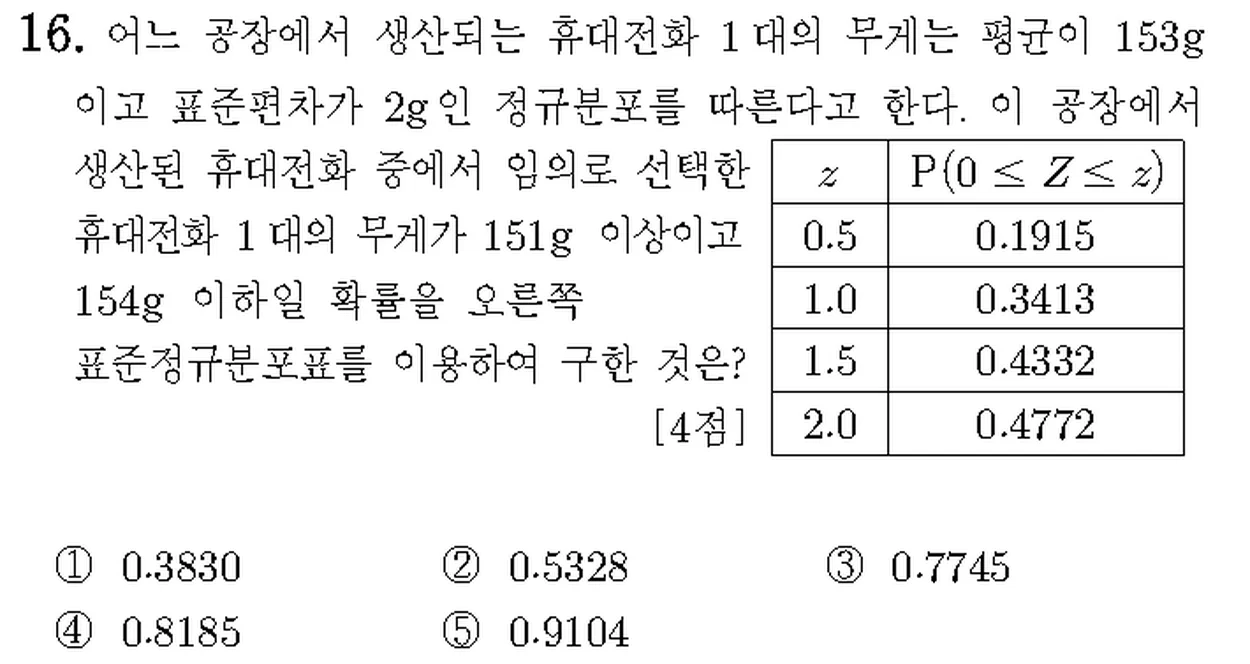 16. 어느 공장에서 생산되는 휴대전화 1대의 무게는 평균이 153g
이고 표준편차가 2g인 정규분포를 따른다고 한다. 이 공장에서
생산된 휴대전화 중에서 임의로 선택한
휴대전화 1대의 무게가 151g 이상이고
154g 이하일 확률을 오른쪽
표준정규분포표를 이용하여 구한 것은?
[4점]
z P(0 ≤ Z ≤ z)
0.5 0.1915
1.0 0.3413
1.5 0.4332
2.0 0.4772
① 0.3830 ② 0.5328 ③ 0.7745
④ 0.8185 ⑤ 0.9104